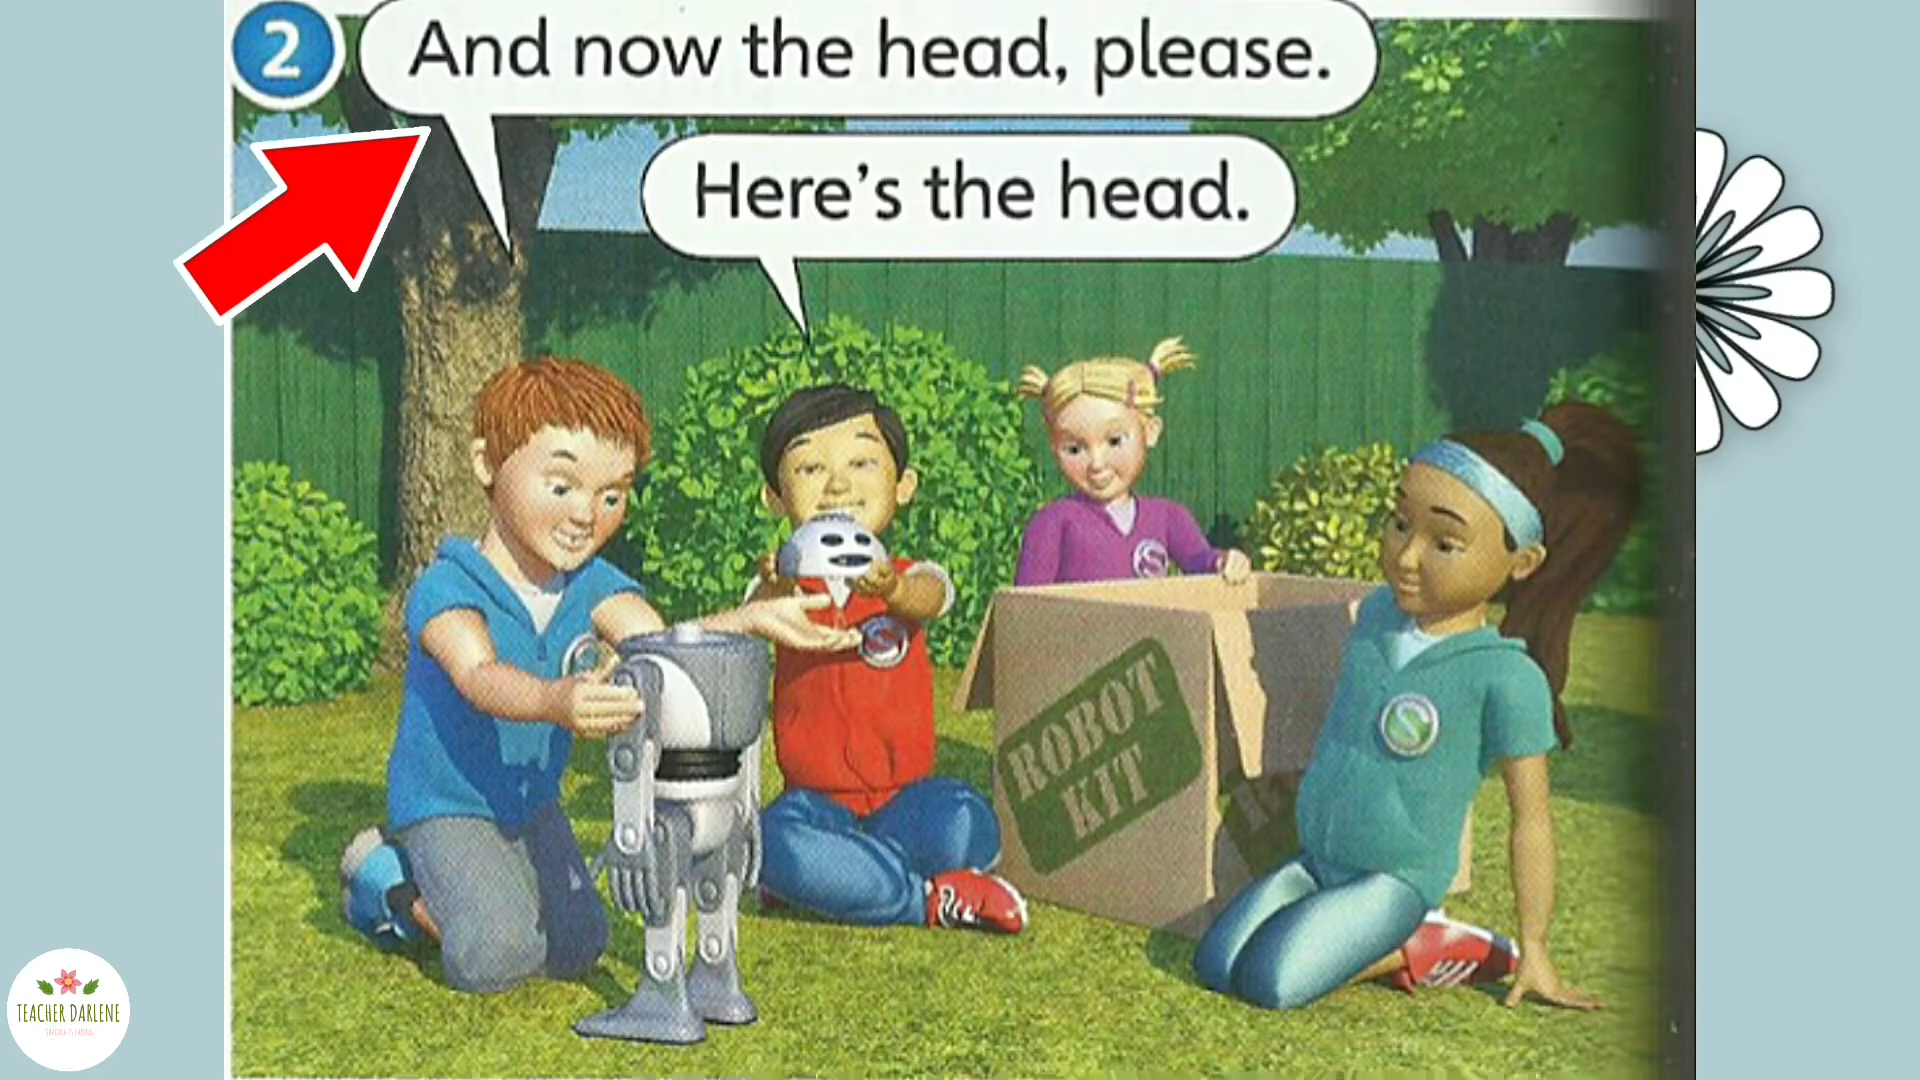 2
And now the head, please.
Here's the head.
ROBOT
KIT
TEACHER DARLENE